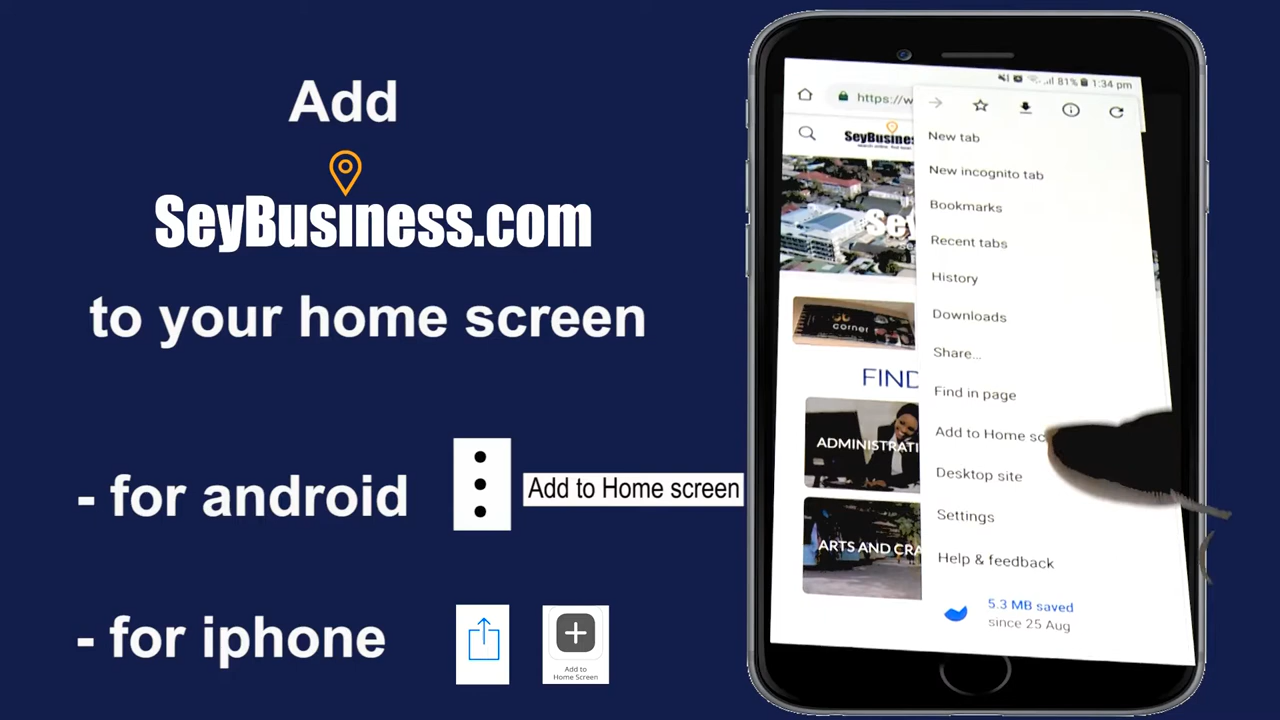 Add
SeyBusiness.com
to your home screen
- for android
Add to Home screen
- for iphone
Add to
Home Screen
81% 1:34 pm
https://w
SeyBusiness
New tab
New incognito tab
Bookmarks
Recent tabs
History
Downloads
Share...
Find in page
Add to Home sc
Desktop site
Settings
Help & feedback
5.3 MB saved
since 25 Aug
Sey
corner
FIND
ADMINISTRATI
ARTS AND CRA